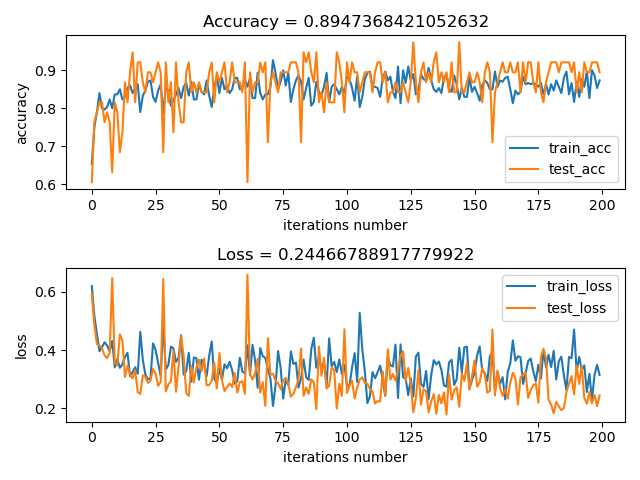 Accuracy = 0.8947368421052632
accuracy
0.9
0.8
0.7
0.6
train_acc
test_acc
0 25 50 75 100 125 150 175 200
iterations number
Loss = 0.24466788917779922
loss
0.6
0.4
0.2
train_loss
test_loss
0 25 50 75 100 125 150 175 200
iterations number